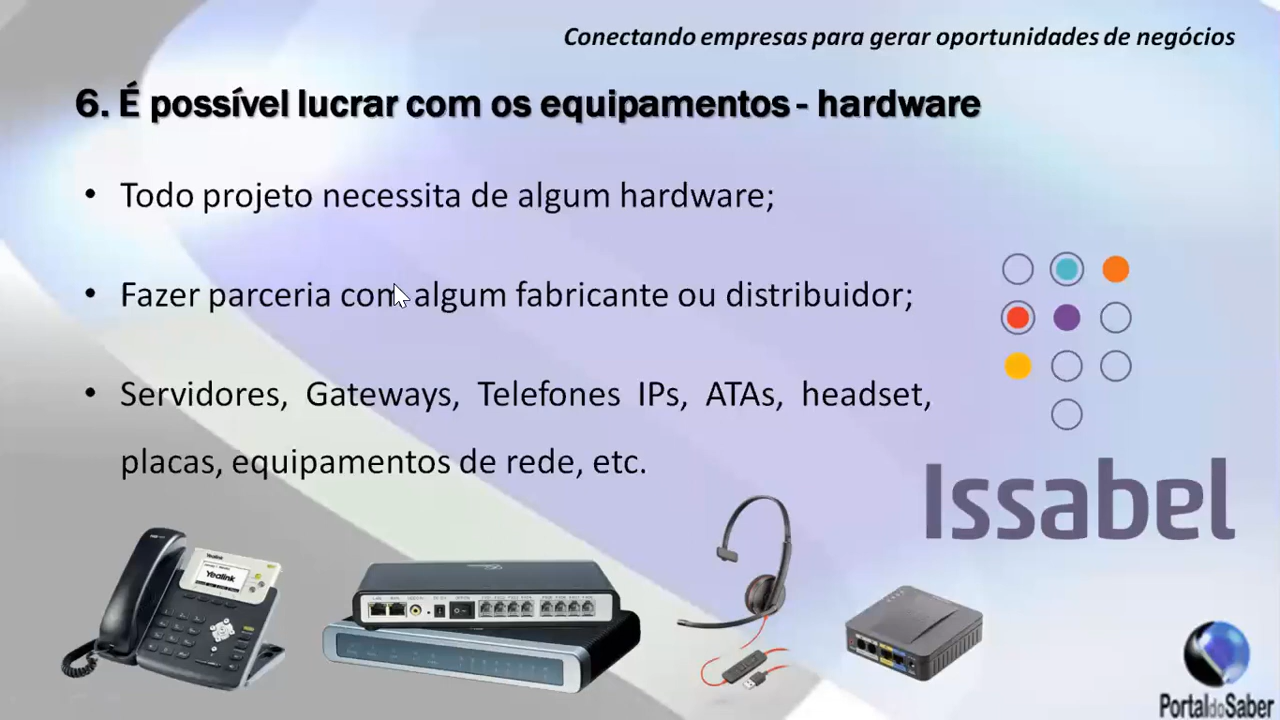 Conectando empresas para gerar oportunidades de negócios
6. É possível lucrar com os equipamentos - hardware
• Todo projeto necessita de algum hardware;
• Fazer parceria com algum fabricante ou distribuidor;
• Servidores, Gateways, Telefones IPs, ATAs, headset,
placas, equipamentos de rede, etc.
Issabel
Yealink
Yealink
PortaldoSaber